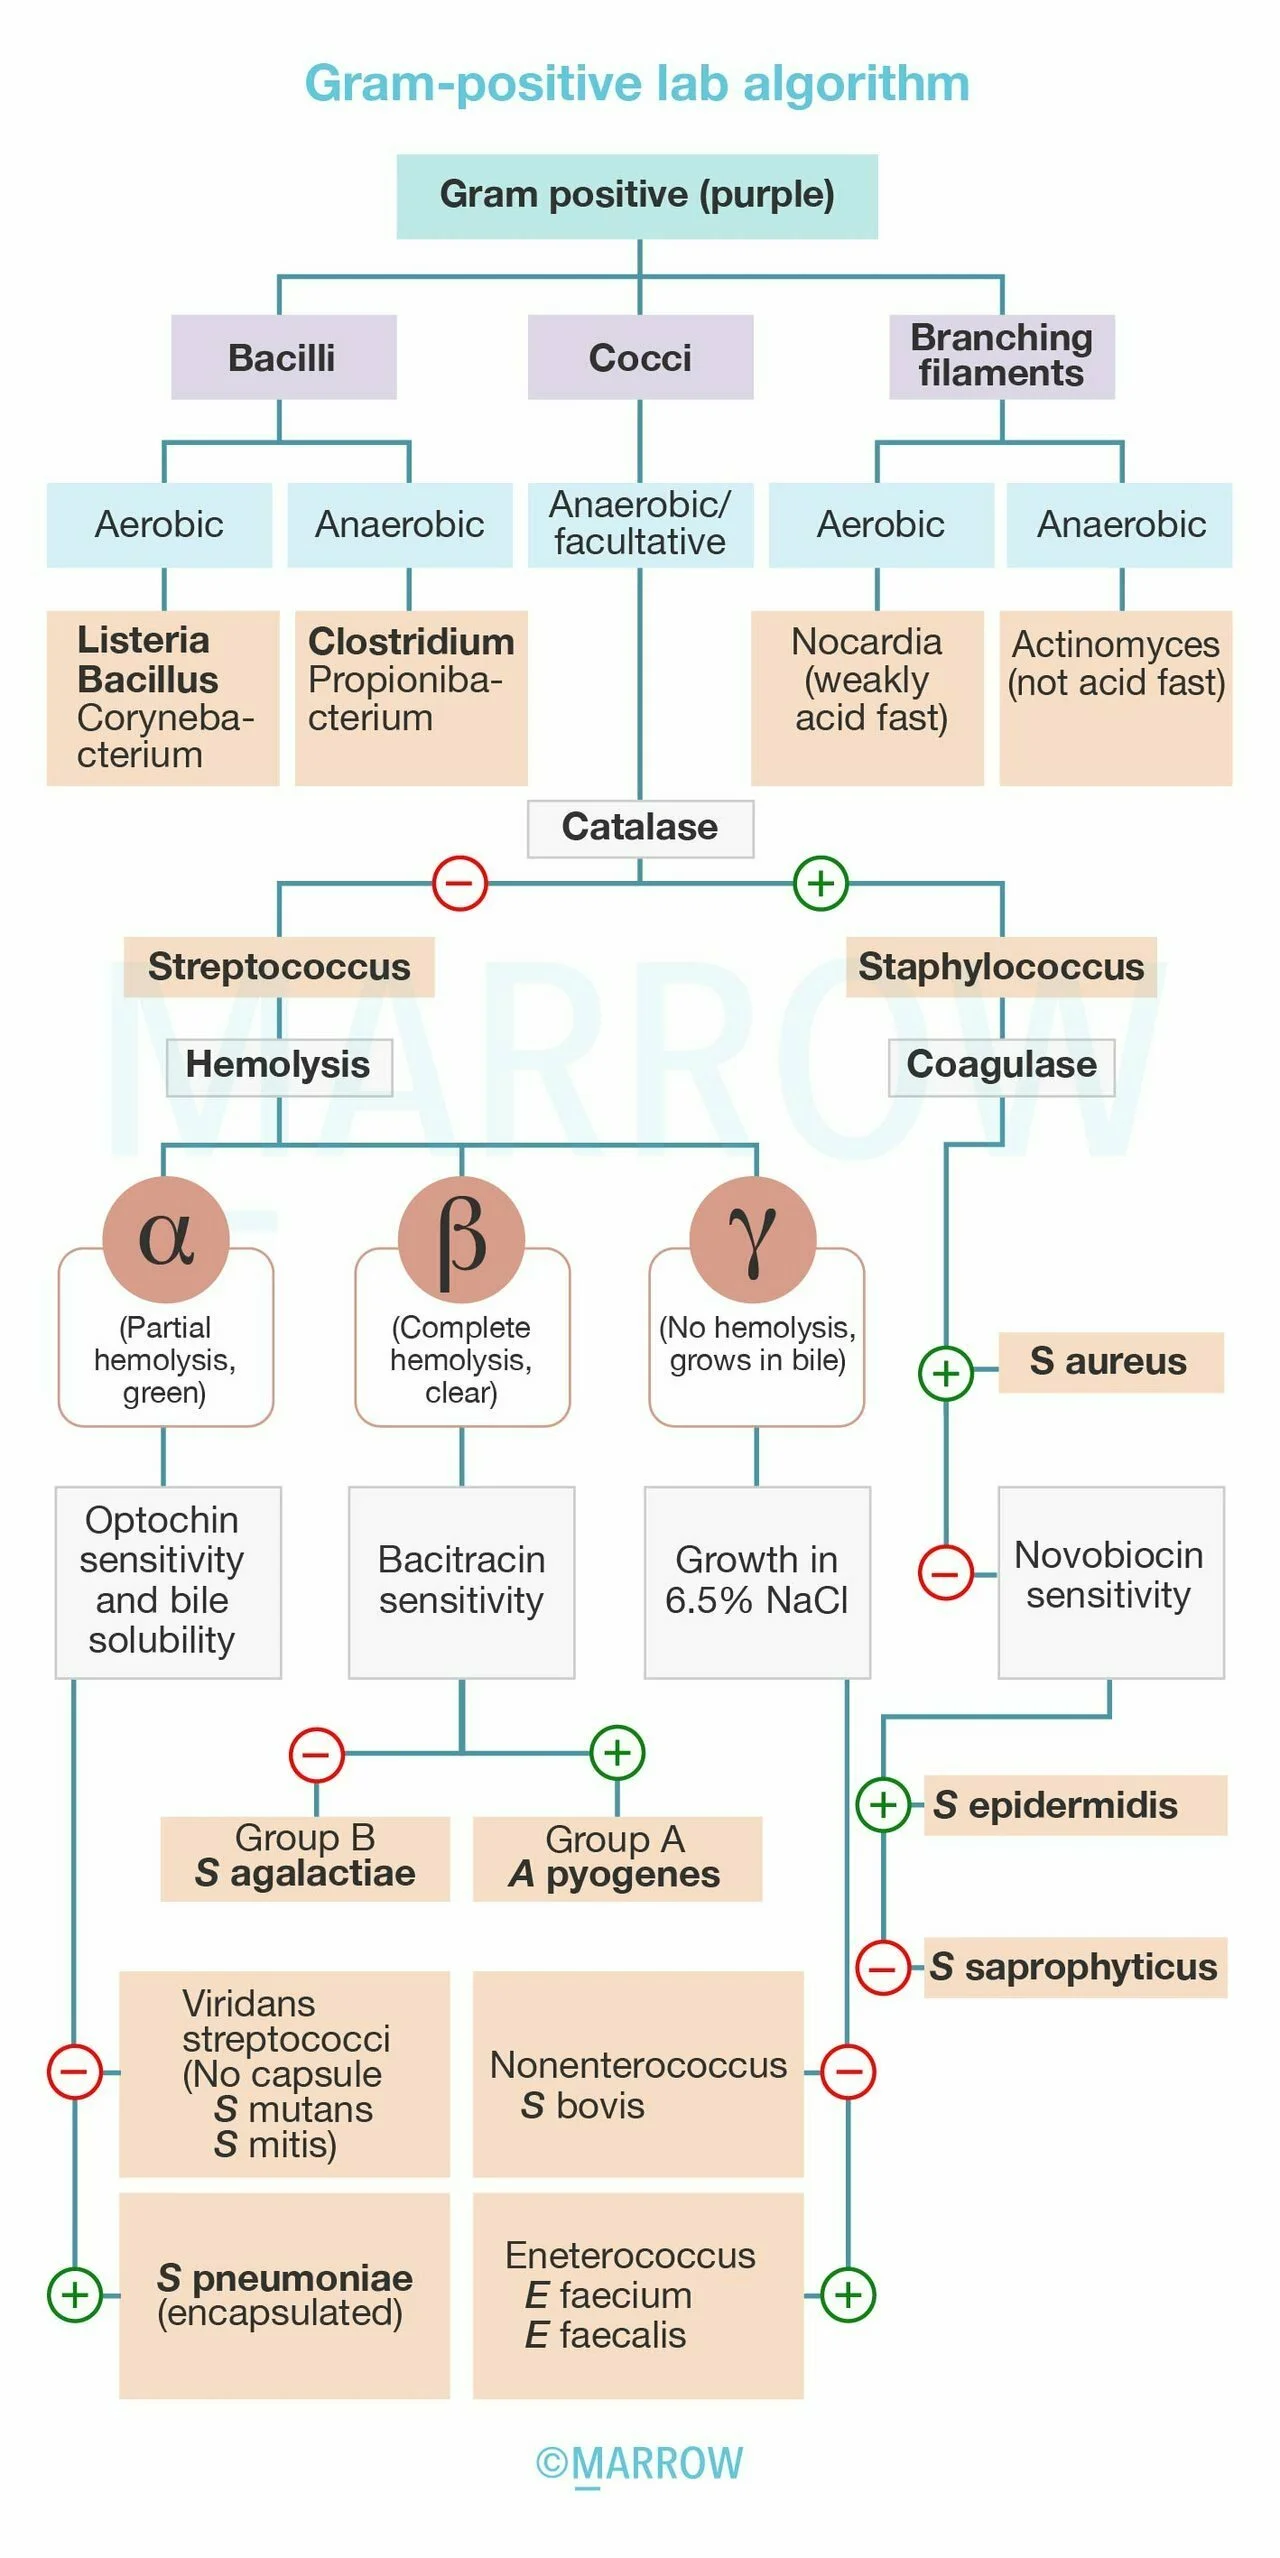 Gram-positive lab algorithm
Gram positive (purple)
Bacilli
Cocci
Branching
filaments
Aerobic
Anaerobic
Anaerobic/
facultative
Aerobic
Anaerobic
Listeria
Bacillus
Coryneba-
cterium
Clostridium
Propioniba-
cterium
Nocardia
(weakly
acid fast)
Actinomyces
(not acid fast)
Catalase
−
+
Streptococcus
Staphylococcus
MARROW
Hemolysis
Coagulase
α
(Partial
hemolysis,
green)
β
(Complete
hemolysis,
clear)
γ
(No hemolysis,
grows in bile)
+
S aureus
Optochin
sensitivity
and bile
solubility
Bacitracin
sensitivity
Growth in
6.5% NaCl
−
Novobiocin
sensitivity
−
+
Group B
S agalactiae
Group A
A pyogenes
+
S epidermidis
−
S saprophyticus
−
Viridans
streptococci
(No capsule
S mutans
S mitis)
Nonenterococcus
S bovis
−
+
S pneumoniae
(encapsulated)
Eneterococcus
E faecium
E faecalis
+
©MARROW